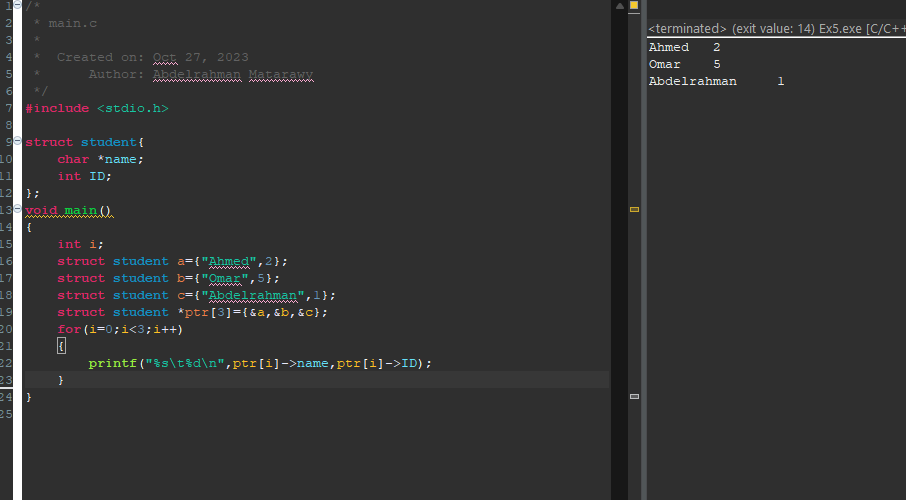 1 /*
2  * main.c
3  *
4  *  Created on: Oct 27, 2023
5  *      Author: Abdelrahman Matarawy
6  */
7 #include <stdio.h>
8
9 struct student{
10     char *name;
11     int ID;
12 };
13 void main()
14 {
15     int i;
16     struct student a={"Ahmed",2};
17     struct student b={"Omar",5};
18     struct student c={"Abdelrahman",1};
19     struct student *ptr[3]={&a,&b,&c};
20     for(i=0;i<3;i++)
21     {
22         printf("%s\t%d\n",ptr[i]->name,ptr[i]->ID);
23     }
24 }
25
<terminated> (exit value: 14) Ex5.exe [C/C++
Ahmed	2
Omar	5
Abdelrahman	1